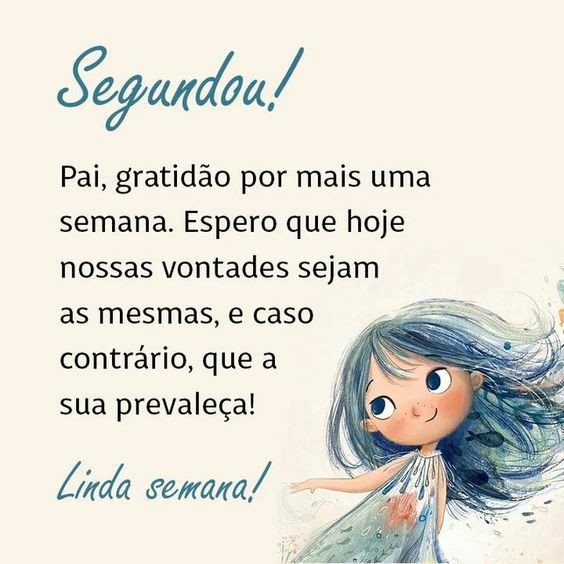 Segundou!
Pai, gratidão por mais uma
semana. Espero que hoje
nossas vontades sejam
as mesmas, e caso
contrário, que a
sua prevaleça!
Linda semana!